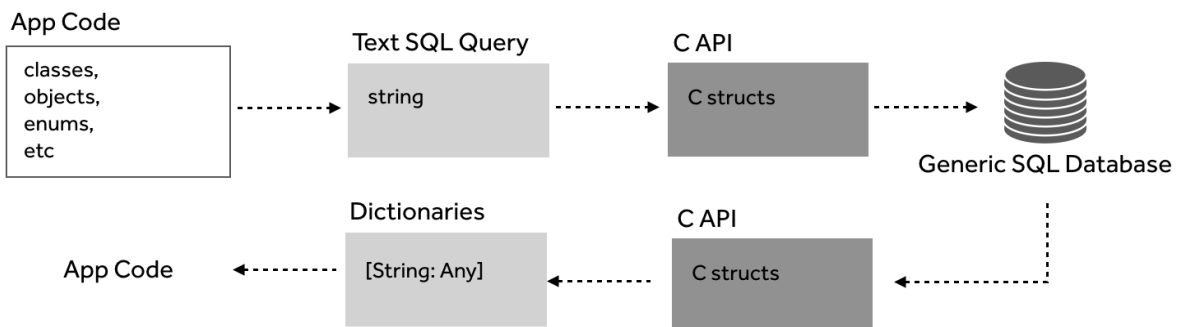 App Code
classes,
objects,
enums,
etc
Text SQL Query
string
C API
C structs
Generic SQL Database
Dictionaries
[String: Any]
C API
C structs
App Code